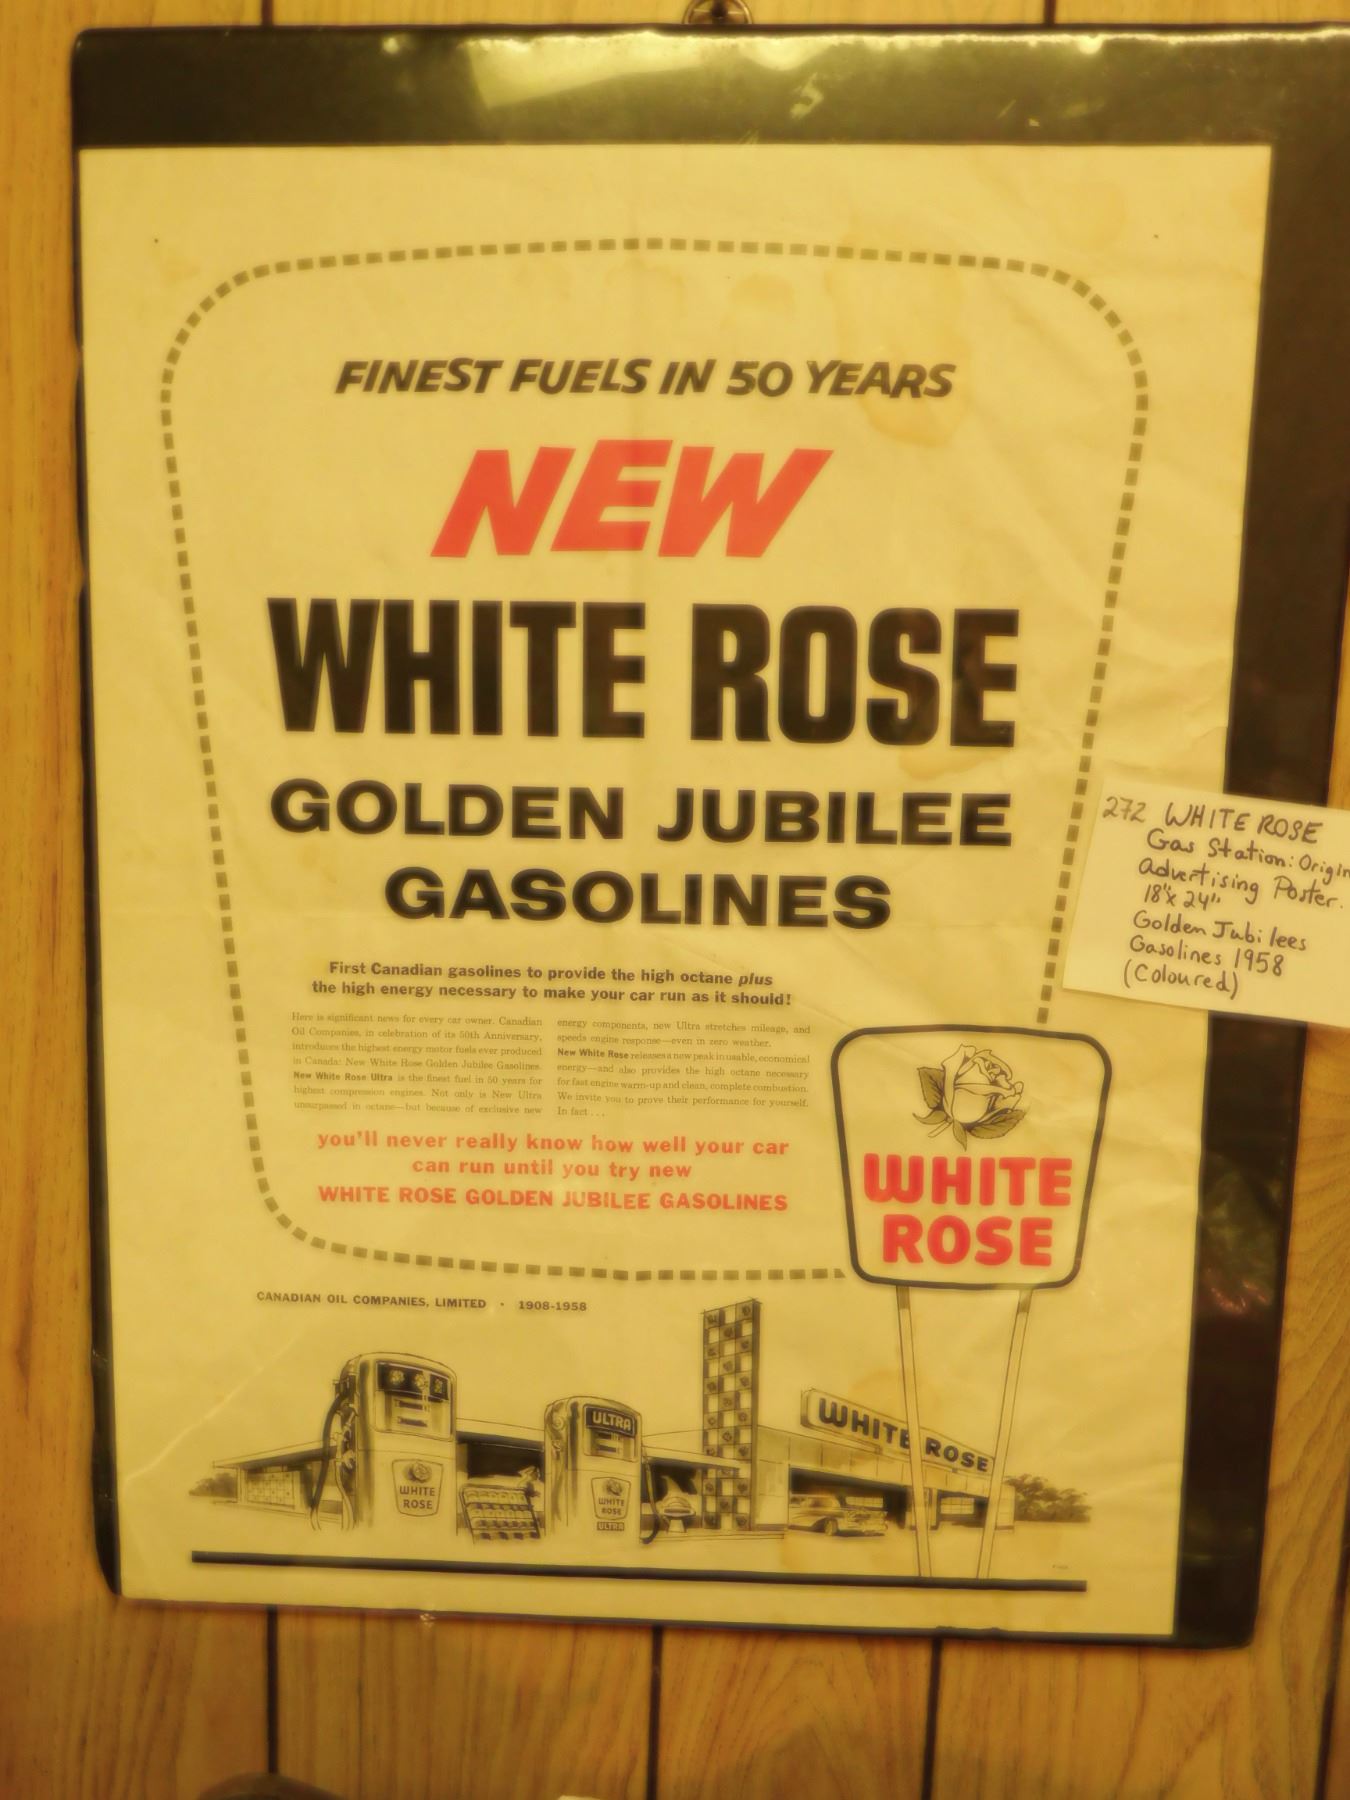 FINEST FUELS IN 50 YEARS
NEW
WHITE ROSE
GOLDEN JUBILEE
GASOLINES
First Canadian gasolines to provide the high octane plus
the high energy necessary to make your car run as it should!
Here is significant news for every car owner. Canadian
Oil Companies, in celebration of its 50th Anniversary,
introduces the highest energy motor fuels ever produced
in Canada: New White Rose Golden Jubilee Gasolines.
New White Rose Ultra is the finest fuel in 50 years for
highest compression engines. Not only is New Ultra
unsurpassed in octane—but because of exclusive new
energy components, new Ultra stretches mileage, and
speeds engine response—even in zero weather.
New White Rose releases a new peak in usable, economical
energy—and also provides the high octane necessary
for fast engine warm-up and clean, complete combustion.
We invite you to prove their performance for yourself.
In fact . . .
you'll never really know how well your car
can run until you try new
WHITE ROSE GOLDEN JUBILEE GASOLINES
WHITE
ROSE
CANADIAN OIL COMPANIES, LIMITED · 1908-1958
WHITE
ROSE
ULTRA
WHITE
ROSE
ULTRA
WHITE ROSE
272 WHITE ROSE
Gas Station: Origin
Advertising Poster.
18" x 24"
Golden Jubilees
Gasolines 1958
(Coloured)